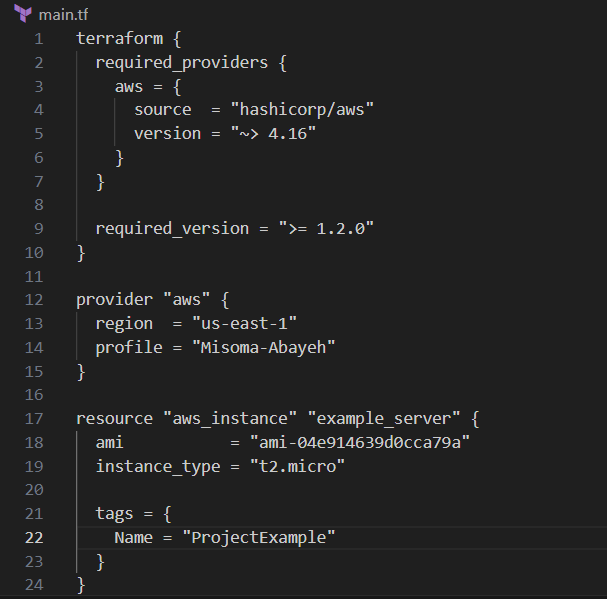 main.tf
1 terraform {
2   required_providers {
3     aws = {
4       source  = "hashicorp/aws"
5       version = "~> 4.16"
6     }
7   }
8
9   required_version = ">= 1.2.0"
10 }
11
12 provider "aws" {
13   region  = "us-east-1"
14   profile = "Misoma-Abayeh"
15 }
16
17 resource "aws_instance" "example_server" {
18   ami           = "ami-04e914639d0cca79a"
19   instance_type = "t2.micro"
20
21   tags = {
22     Name = "ProjectExample"
23   }
24 }